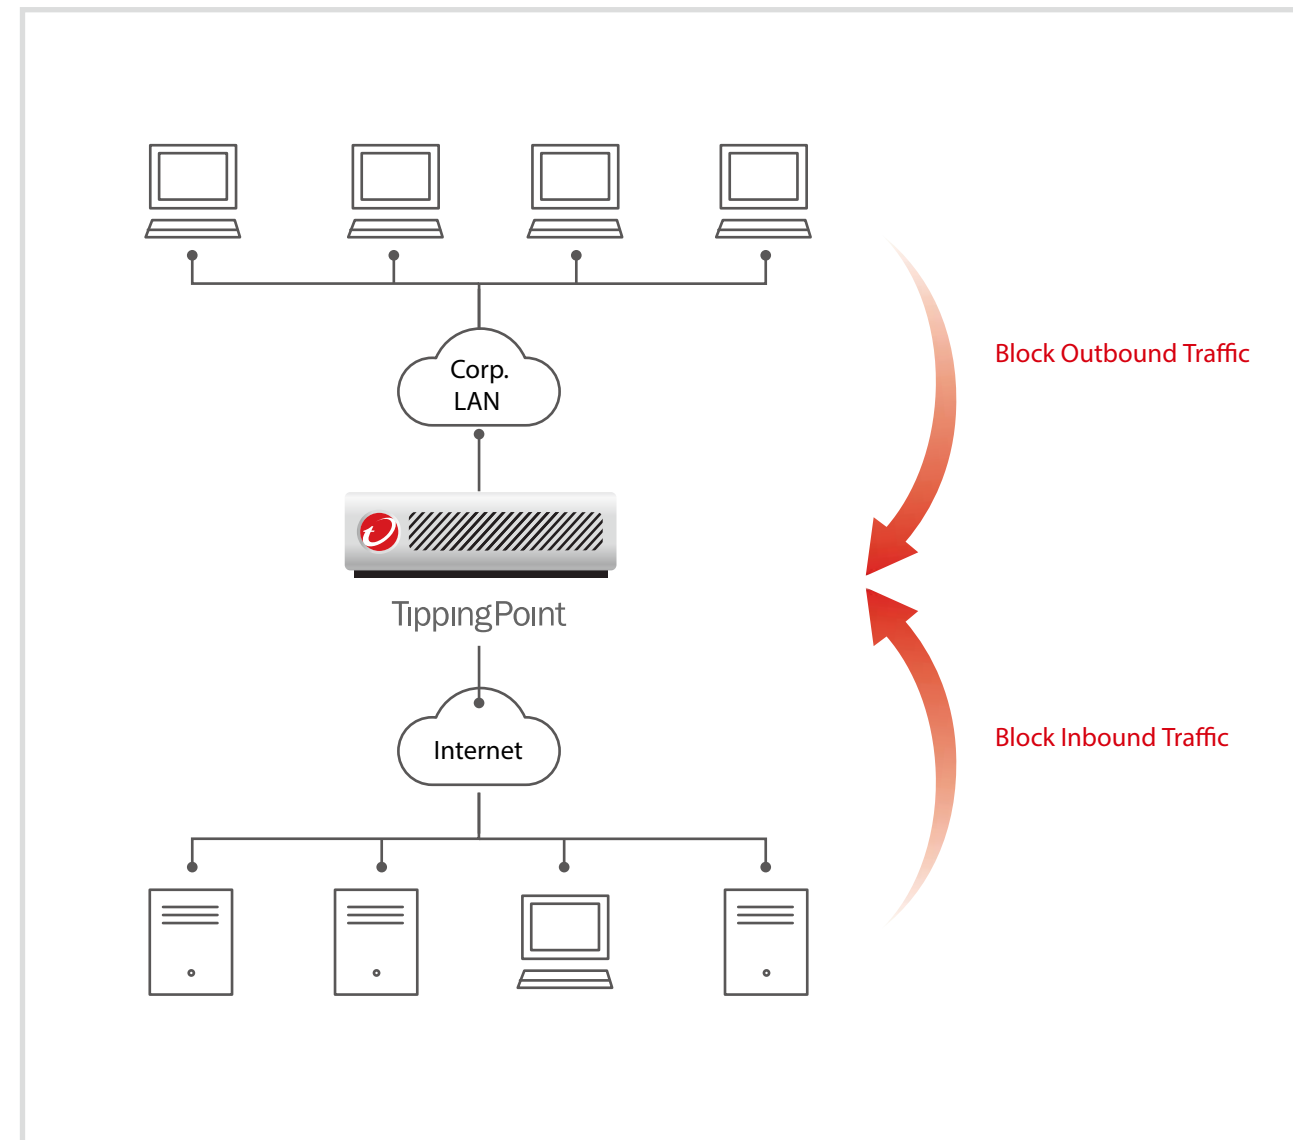 Block Outbound Traffic
Corp.
LAN
TippingPoint
Block Inbound Traffic
Internet